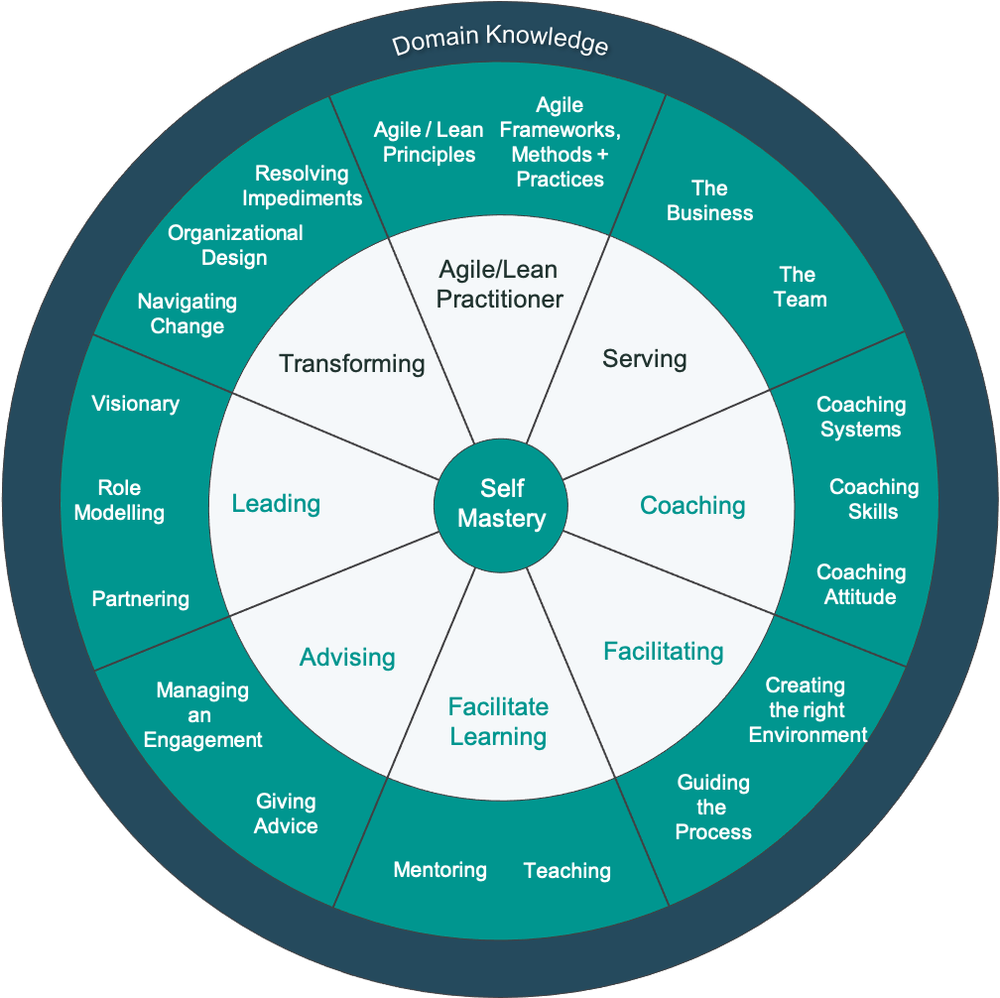 Domain Knowledge
Agile / Lean
Principles
Agile
Frameworks,
Methods +
Practices
The
Business
The
Team
Coaching
Systems
Coaching
Skills
Coaching
Attitude
Creating
the right
Environment
Guiding
the
Process
Teaching
Mentoring
Giving
Advice
Managing
an
Engagement
Partnering
Role
Modelling
Visionary
Navigating
Change
Organizational
Design
Resolving
Impediments
Agile/Lean
Practitioner
Serving
Coaching
Facilitating
Facilitate
Learning
Advising
Leading
Transforming
Self
Mastery